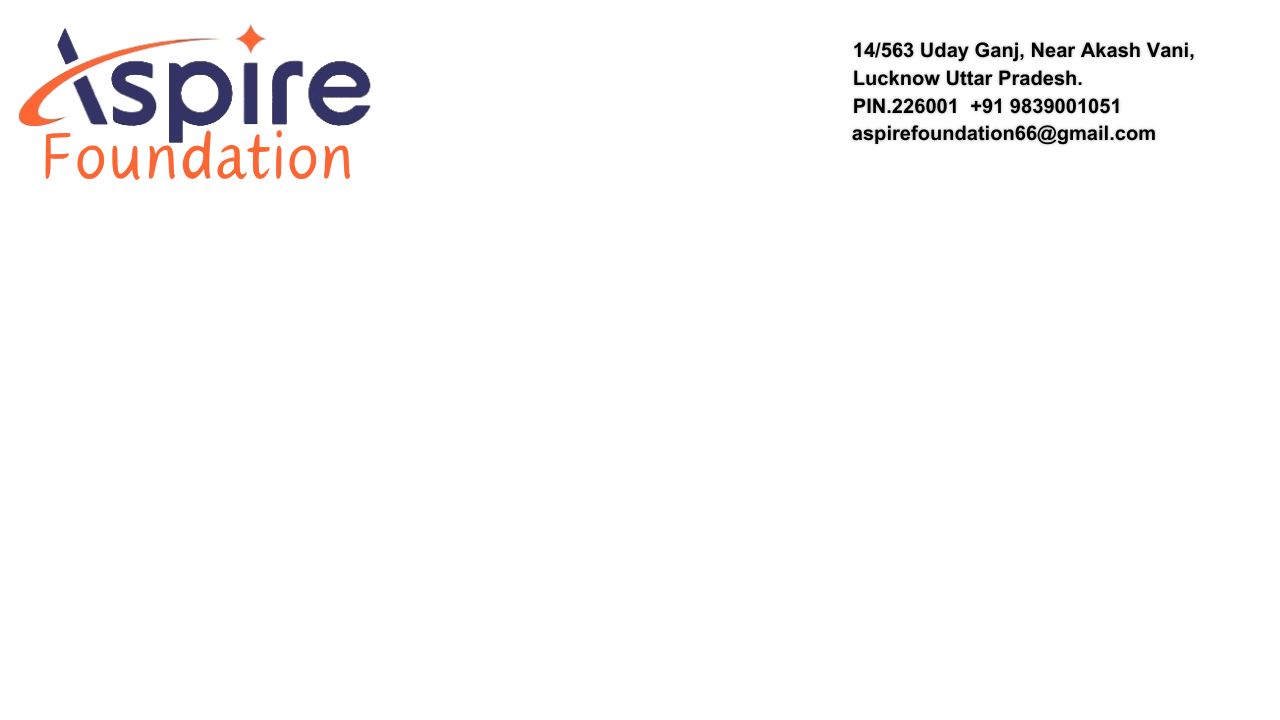 Aspire
Foundation
14/563 Uday Ganj, Near Akash Vani,
Lucknow Uttar Pradesh.
PIN.226001  +91 9839001051
aspirefoundation66@gmail.com